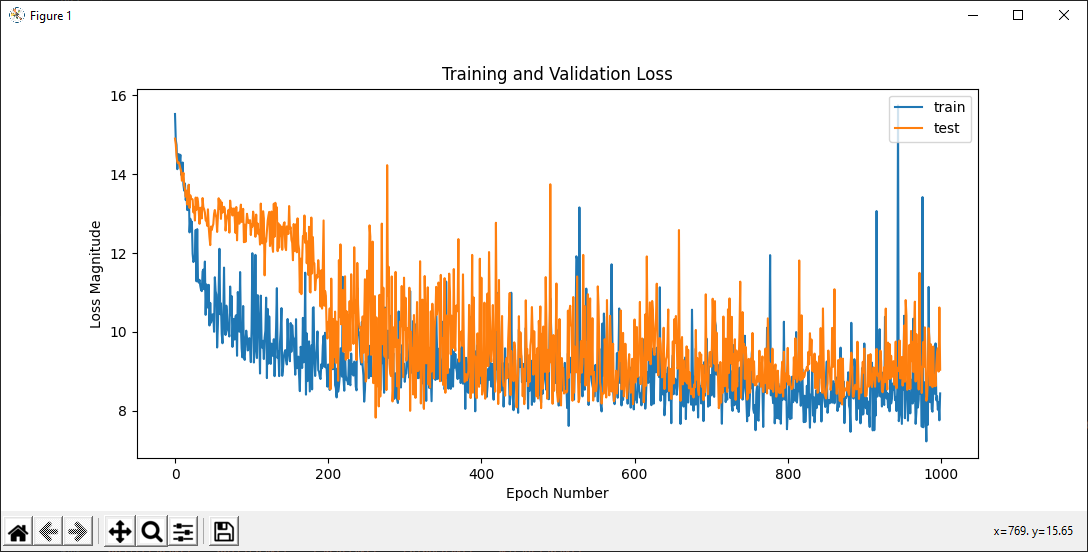 Figure 1
Training and Validation Loss
16
14
12
10
8
Loss Magnitude
train
test
0
200
400
600
800
1000
Epoch Number
x=769. y=15.65